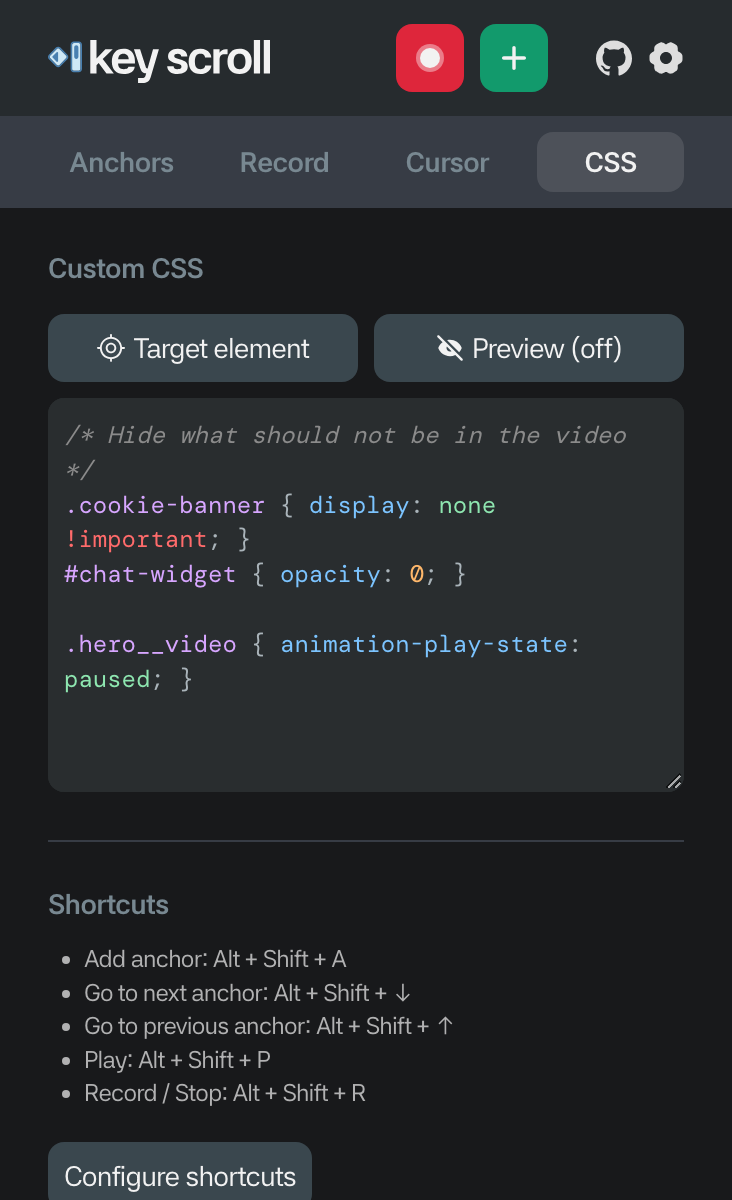 key scroll
Anchors
Record
Cursor
CSS
Custom CSS
Target element
Preview (off)
/* Hide what should not be in the video
*/
.cookie-banner { display: none
!important; }
#chat-widget { opacity: 0; }
.hero__video { animation-play-state:
paused; }
Shortcuts
Add anchor: Alt + Shift + A
Go to next anchor: Alt + Shift + ↓
Go to previous anchor: Alt + Shift + ↑
Play: Alt + Shift + P
Record / Stop: Alt + Shift + R
Configure shortcuts